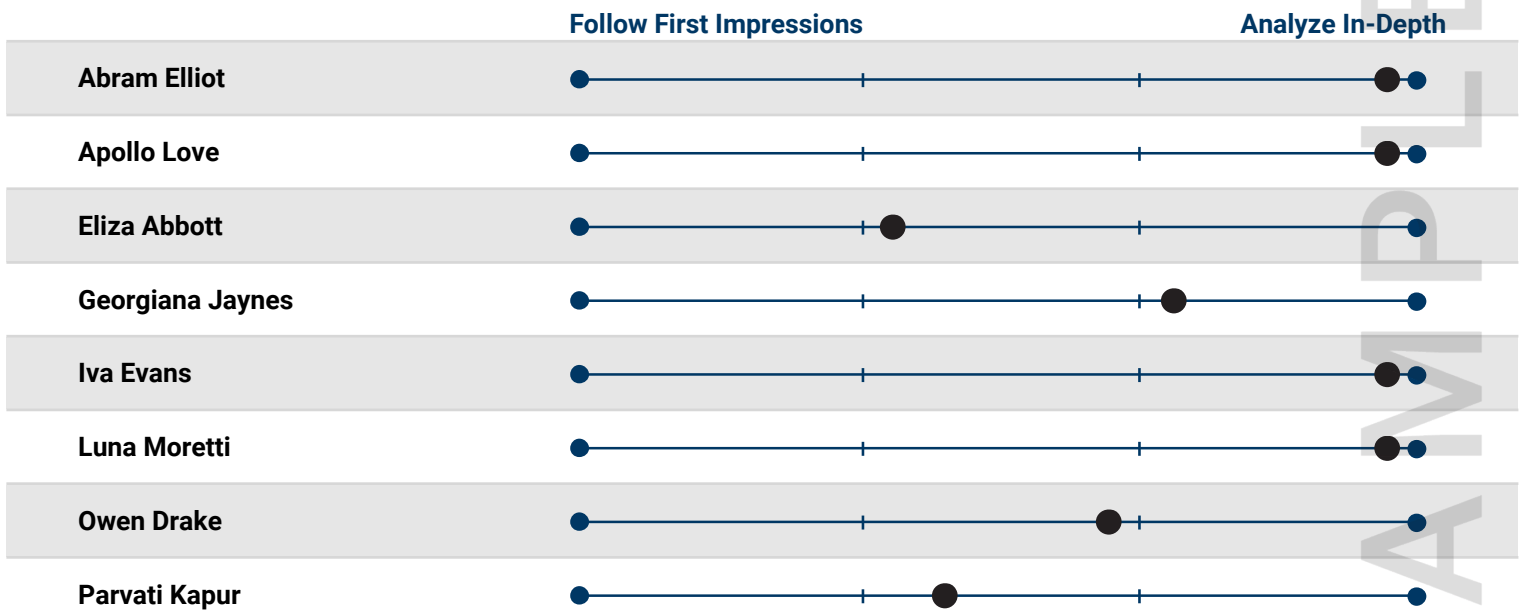 Follow First Impressions Analyze In-Depth
Abram Elliot
Apollo Love
Eliza Abbott
Georgiana Jaynes
Iva Evans
Luna Moretti
Owen Drake
Parvati Kapur
AMPLE